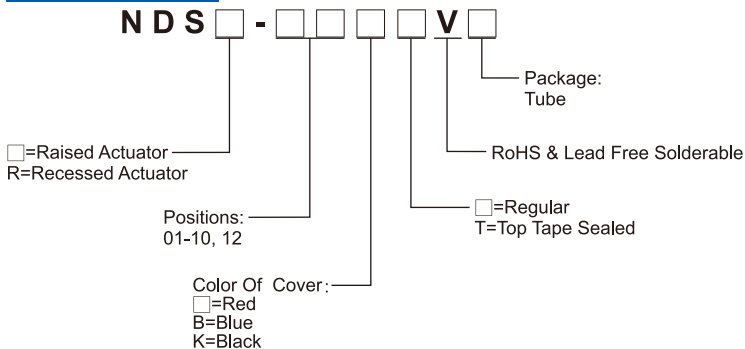 NDS□-□□□□V□
Package:
Tube
□=Raised Actuator
R=Recessed Actuator
RoHS & Lead Free Solderable
Positions:
01-10, 12
□=Regular
T=Top Tape Sealed
Color Of Cover:
□=Red
B=Blue
K=Black